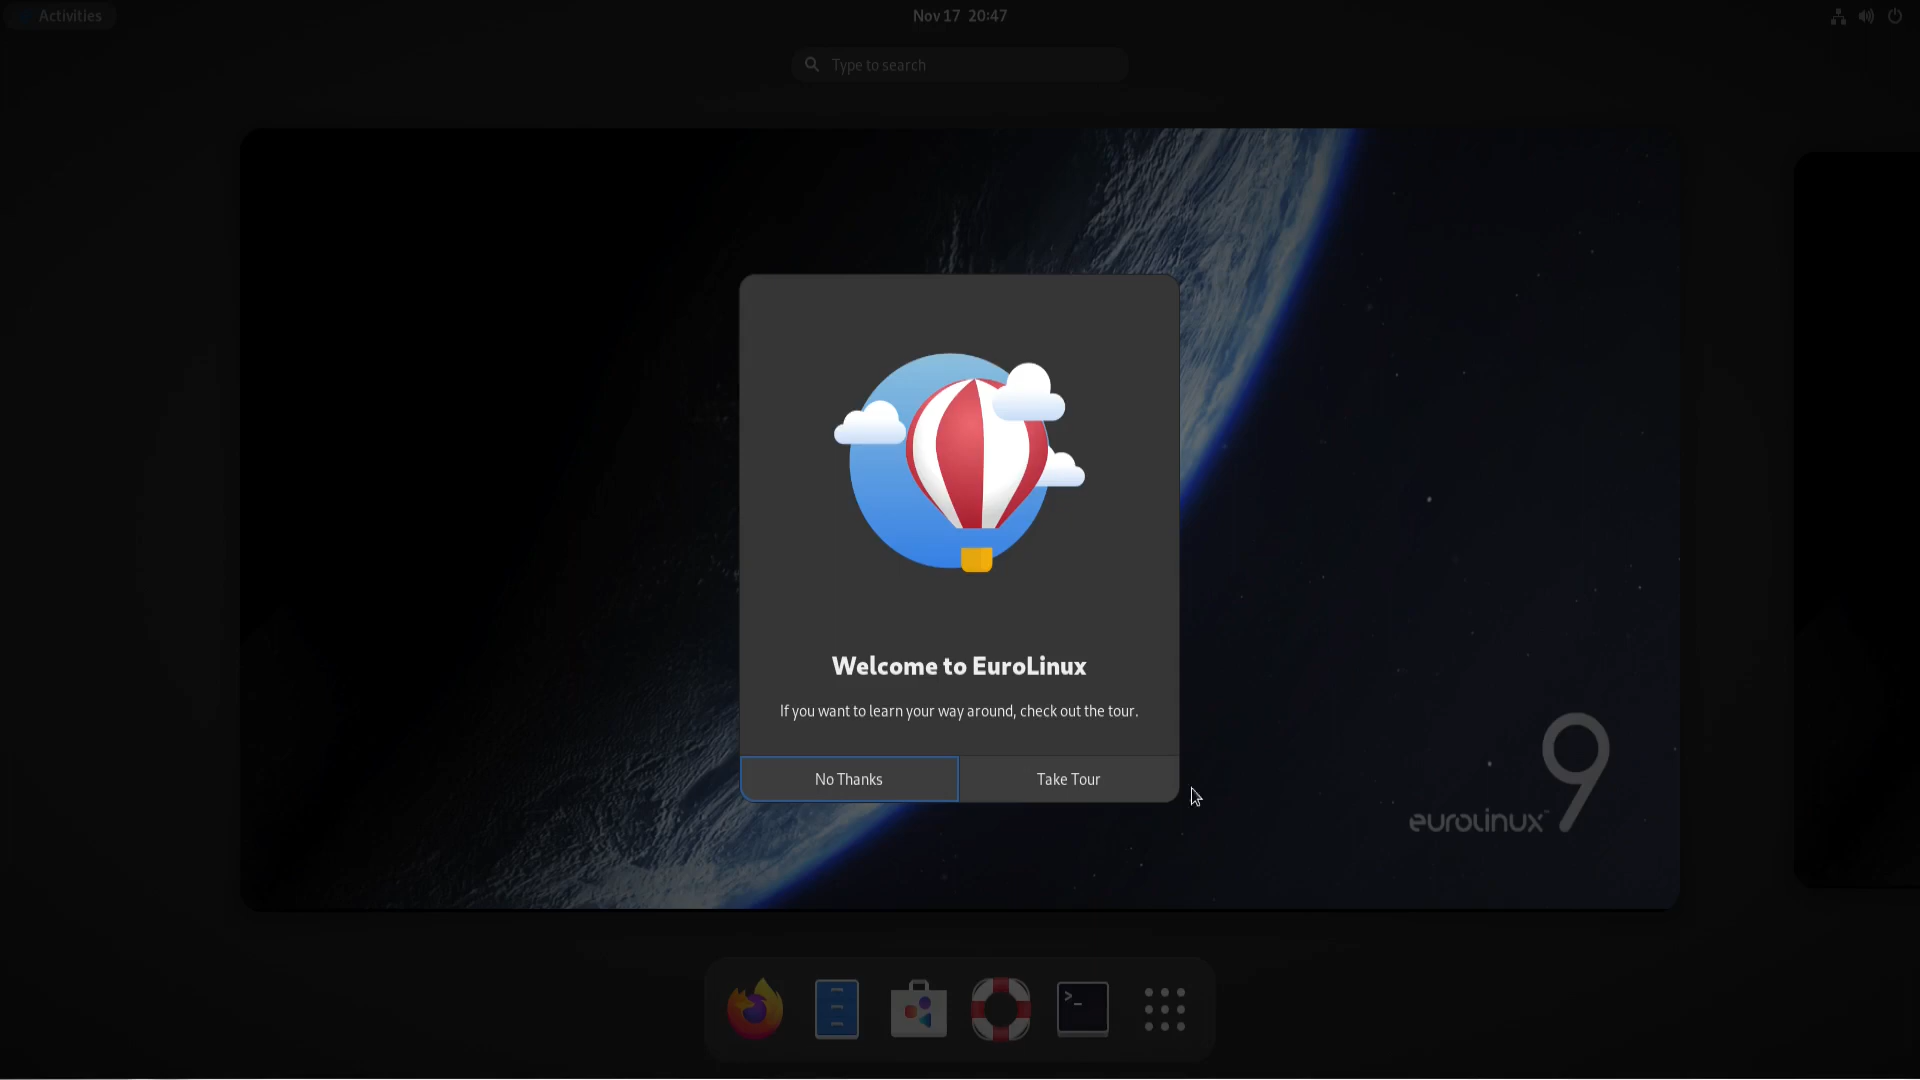 Activities
Nov 17 20:47
Type to search
Welcome to EuroLinux
If you want to learn your way around, check out the tour.
No Thanks
Take Tour
eurolinux™ 9
>_